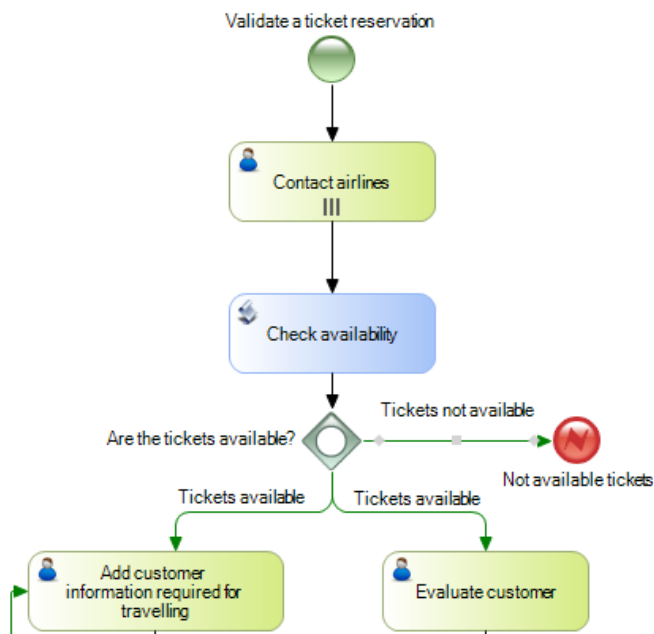 Validate a ticket reservation
Contact airlines
Check availability
Tickets not available
Are the tickets available?
Not available tickets
Tickets available
Tickets available
Add customer
information required for
travelling
Evaluate customer